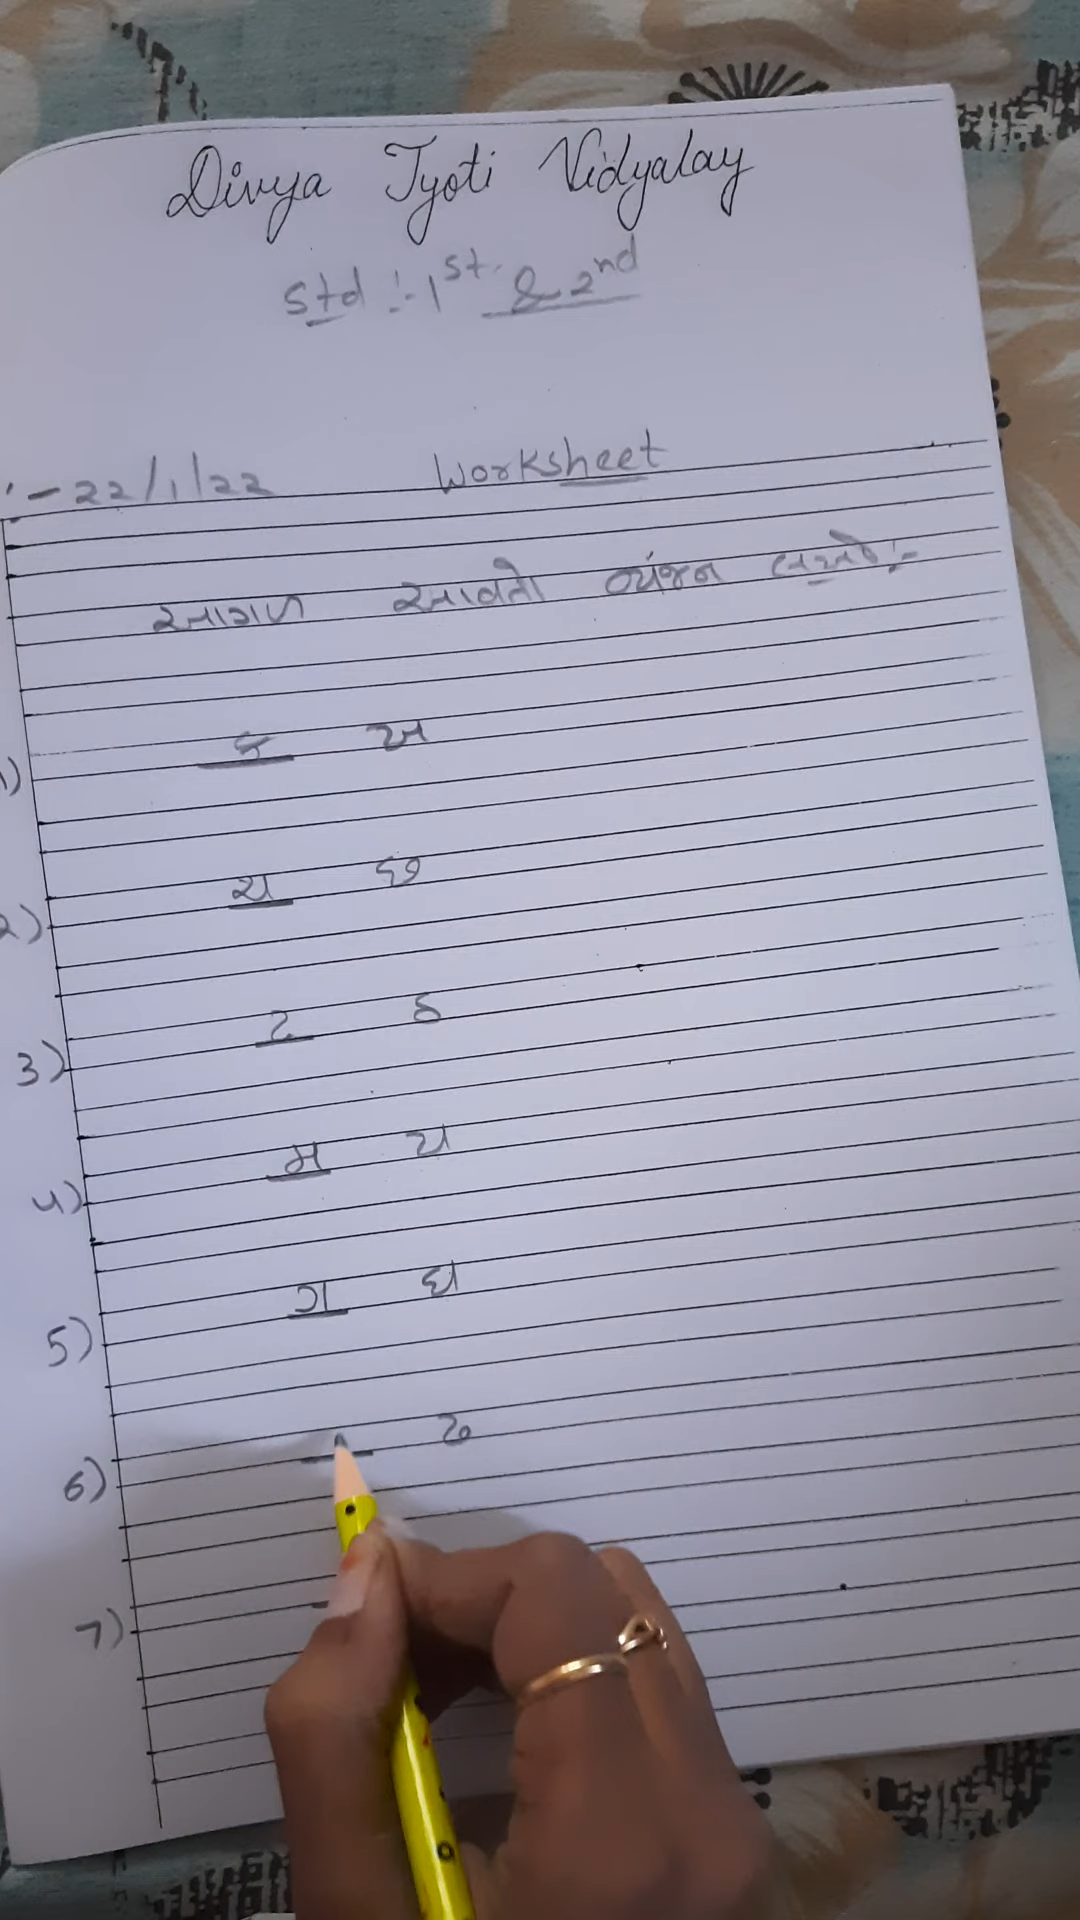 Divya Jyoti Vidyalay
Std :- 1st & 2nd
:- 22/1/22 Worksheet
આગળ આવતો વ્યંજન લખો :-
1) ક ખ
2) ચ છ
3) ટ ઠ
4) મ ય
5) ગ ઘ
6) ઢ
7)